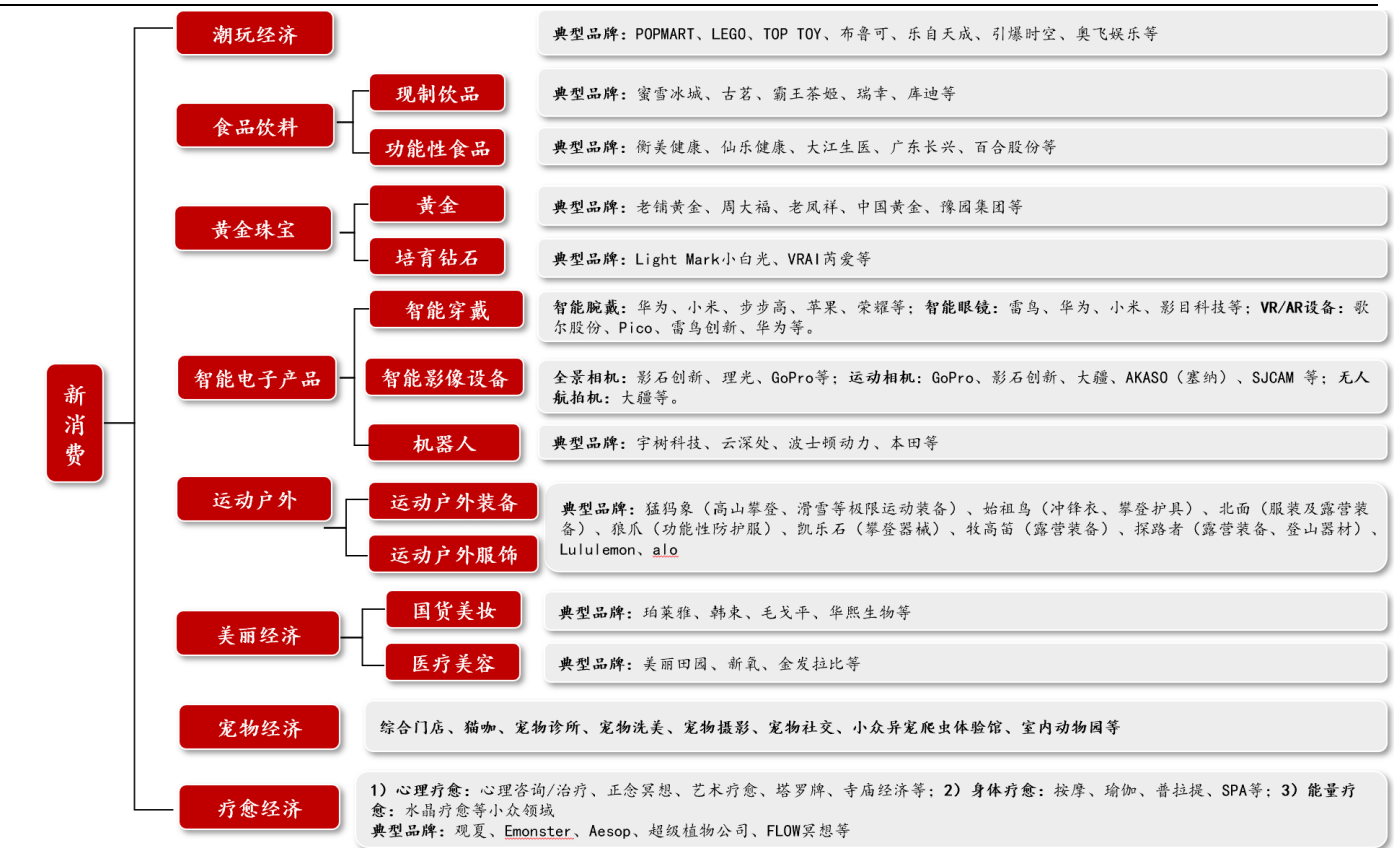 潮玩经济
典型品牌：POPMART、LEGO、TOP TOY、布鲁可、乐自天成、引爆时空、奥飞娱乐等
食品饮料
现制饮品
典型品牌：蜜雪冰城、古茗、霸王茶姬、瑞幸、库迪等
功能性食品
典型品牌：衡美健康、仙乐健康、大江生医、广东长兴、百合股份等
黄金珠宝
黄金
典型品牌：老铺黄金、周大福、老凤祥、中国黄金、豫园集团等
培育钻石
典型品牌：Light Mark小白光、VRAI芮爱等
新消费
智能电子产品
智能穿戴
智能腕戴：华为、小米、步步高、苹果、荣耀等；智能眼镜：雷鸟、华为、小米、影目科技等；VR/AR设备：歌
尔股份、Pico、雷鸟创新、华为等。
智能影像设备
全景相机：影石创新、理光、GoPro等；运动相机：GoPro、影石创新、大疆、AKASO（塞纳）、SJCAM 等；无人
航拍机：大疆等。
机器人
典型品牌：宇树科技、云深处、波士顿动力、本田等
运动户外
运动户外装备
运动户外服饰
典型品牌：猛犸象（高山攀登、滑雪等极限运动装备）、始祖鸟（冲锋衣、攀登护具）、北面（服装及露营装
备）、狼爪（功能性防护服）、凯乐石（攀登器械）、牧高笛（露营装备）、探路者（露营装备、登山器材）、
Lululemon、alo
美丽经济
国货美妆
典型品牌：珀莱雅、韩束、毛戈平、华熙生物等
医疗美容
典型品牌：美丽田园、新氧、金发拉比等
宠物经济
综合门店、猫咖、宠物诊所、宠物洗美、宠物摄影、宠物社交、小众异宠爬虫体验馆、室内动物园等
疗愈经济
1）心理疗愈：心理咨询/治疗、正念冥想、艺术疗愈、塔罗牌、寺庙经济等；2）身体疗愈：按摩、瑜伽、普拉提、SPA等；3）能量疗
愈：水晶疗愈等小众领域
典型品牌：观夏、Emonster、Aesop、超级植物公司、FLOW冥想等